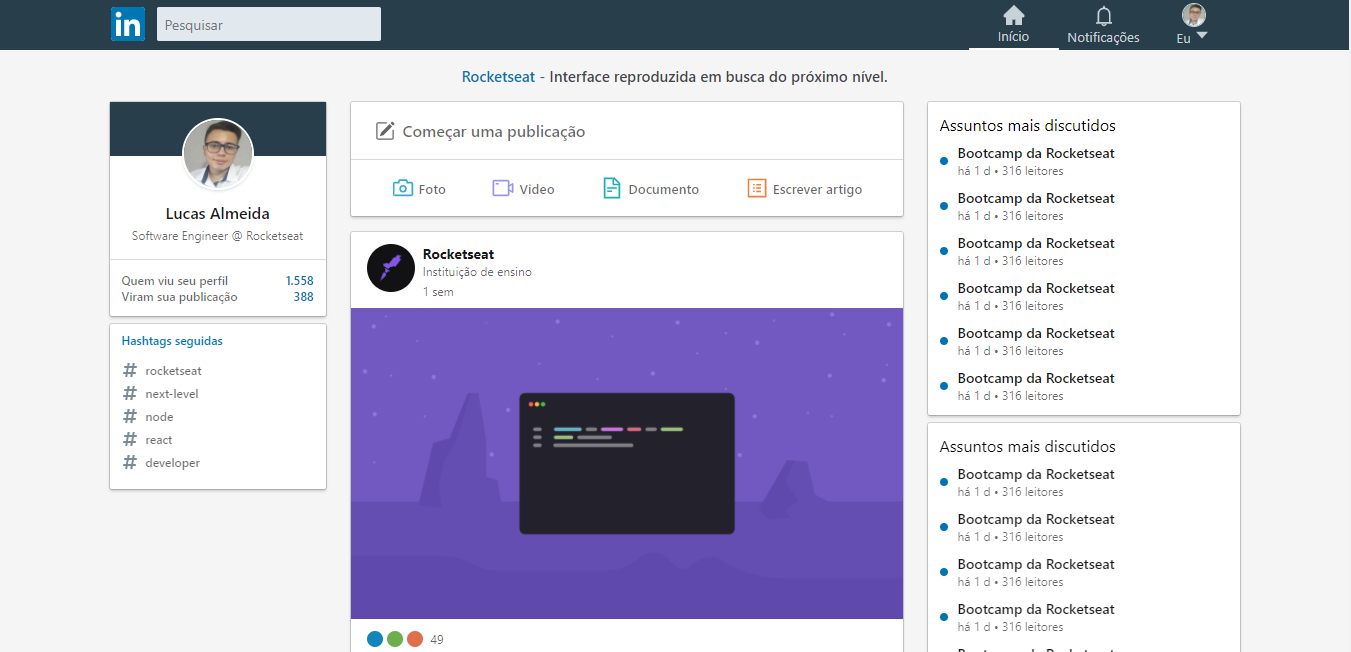 in
Pesquisar
Início
Notificações
Eu
Rocketseat - Interface reproduzida em busca do próximo nível.
Lucas Almeida
Software Engineer @ Rocketseat
Quem viu seu perfil 1.558
Viram sua publicação 388
Hashtags seguidas
# rocketseat
# next-level
# node
# react
# developer
Começar uma publicação
Foto
Video
Documento
Escrever artigo
Rocketseat
Instituição de ensino
1 sem
49
Assuntos mais discutidos
Bootcamp da Rocketseat
há 1 d • 316 leitores
Bootcamp da Rocketseat
há 1 d • 316 leitores
Bootcamp da Rocketseat
há 1 d • 316 leitores
Bootcamp da Rocketseat
há 1 d • 316 leitores
Bootcamp da Rocketseat
há 1 d • 316 leitores
Bootcamp da Rocketseat
há 1 d • 316 leitores
Assuntos mais discutidos
Bootcamp da Rocketseat
há 1 d • 316 leitores
Bootcamp da Rocketseat
há 1 d • 316 leitores
Bootcamp da Rocketseat
há 1 d • 316 leitores
Bootcamp da Rocketseat
há 1 d • 316 leitores